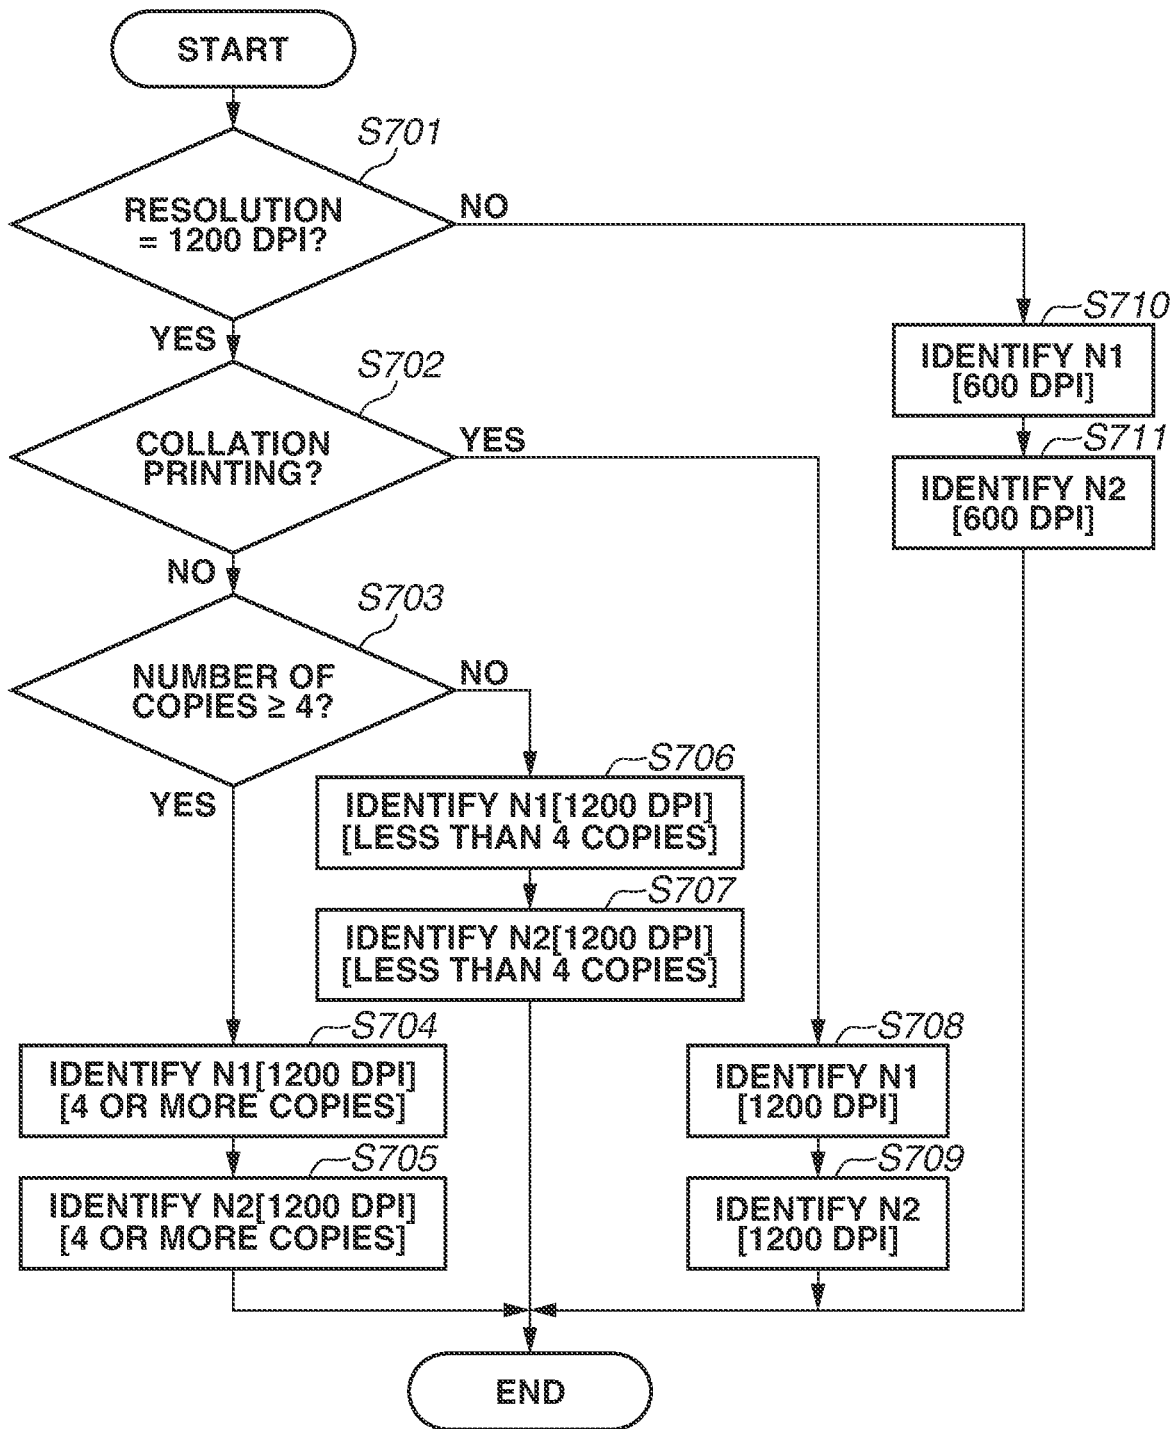 START
S701
RESOLUTION
= 1200 DPI?
NO
YES
S710
IDENTIFY N1
[600 DPI]
S711
IDENTIFY N2
[600 DPI]
S702
COLLATION
PRINTING?
YES
NO
S703
NUMBER OF
COPIES ≥ 4?
NO
YES
S706
IDENTIFY N1[1200 DPI]
[LESS THAN 4 COPIES]
S707
IDENTIFY N2[1200 DPI]
[LESS THAN 4 COPIES]
S704
IDENTIFY N1[1200 DPI]
[4 OR MORE COPIES]
S705
IDENTIFY N2[1200 DPI]
[4 OR MORE COPIES]
S708
IDENTIFY N1
[1200 DPI]
S709
IDENTIFY N2
[1200 DPI]
END